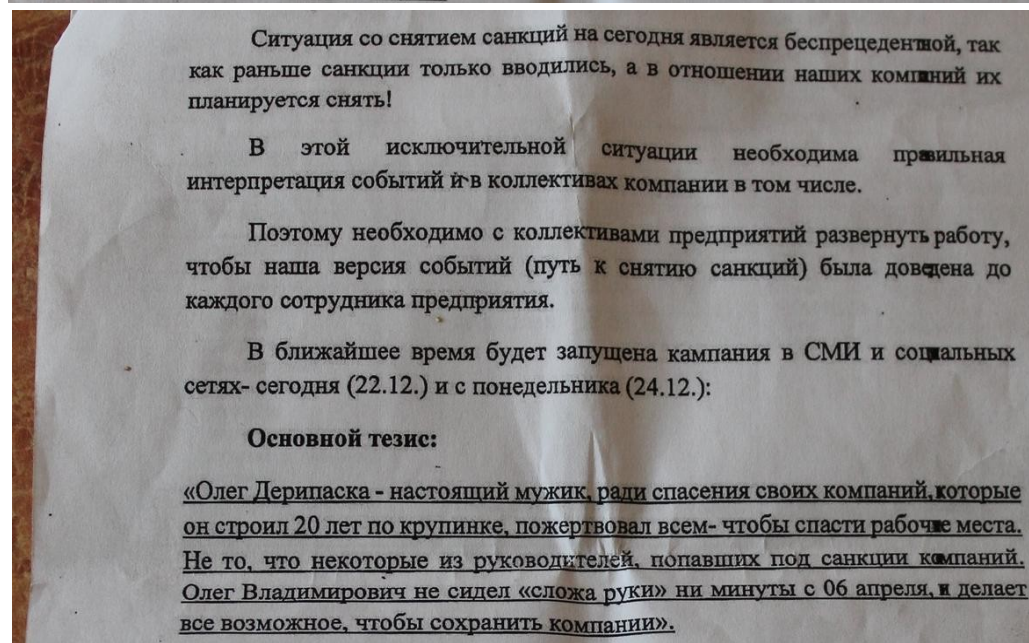 Ситуация со снятием санкций на сегодня является беспрецедентной, так
как раньше санкции только вводились, а в отношении наших компаний их
планируется снять!
В этой исключительной ситуации необходима правильная
интерпретация событий и в коллективах компании в том числе.
Поэтому необходимо с коллективами предприятий развернуть работу,
чтобы наша версия событий (путь к снятию санкций) была доведена до
каждого сотрудника предприятия.
В ближайшее время будет запущена кампания в СМИ и социальных
сетях- сегодня (22.12.) и с понедельника (24.12.):
Основной тезис:
«Олег Дерипаска - настоящий мужик, ради спасения своих компаний, которые
он строил 20 лет по крупинке, пожертвовал всем- чтобы спасти рабочие места.
Не то, что некоторые из руководителей, попавших под санкции компаний.
Олег Владимирович не сидел «сложа руки» ни минуты с 06 апреля, и делает
все возможное, чтобы сохранить компании».